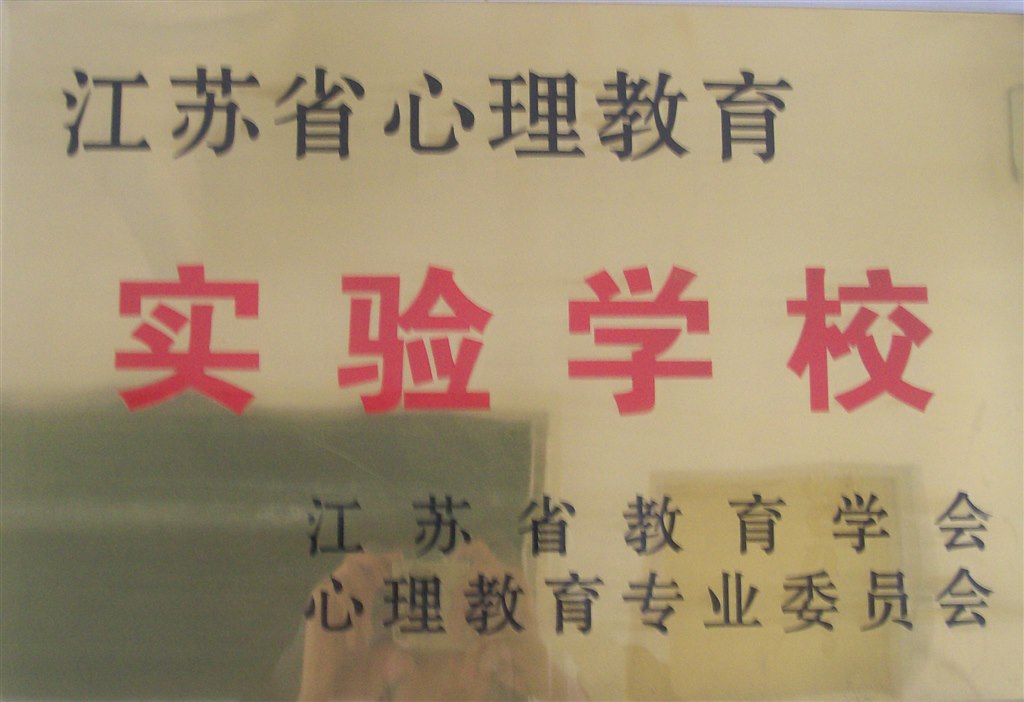 江苏省心理教育
实验学校
江苏省教育学会
心理教育专业委员会